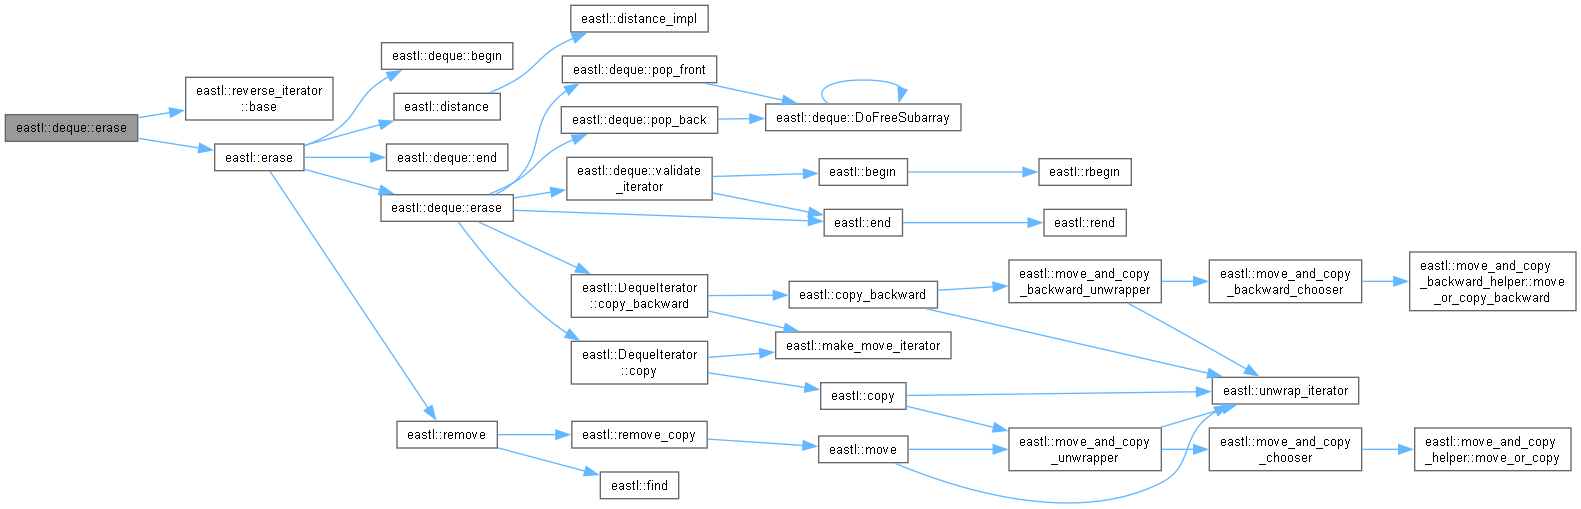 eastl::deque::erase
eastl::reverse_iterator
::base
eastl::erase
eastl::deque::begin
eastl::distance
eastl::deque::end
eastl::deque::erase
eastl::remove
eastl::distance_impl
eastl::deque::pop_front
eastl::deque::pop_back
eastl::deque::validate
_iterator
eastl::DequeIterator
::copy_backward
eastl::DequeIterator
::copy
eastl::remove_copy
eastl::find
eastl::deque::DoFreeSubarray
eastl::begin
eastl::end
eastl::copy_backward
eastl::make_move_iterator
eastl::copy
eastl::move
eastl::rbegin
eastl::rend
eastl::move_and_copy
_backward_unwrapper
eastl::move_and_copy
_unwrapper
eastl::move_and_copy
_backward_chooser
eastl::unwrap_iterator
eastl::move_and_copy
_chooser
eastl::move_and_copy
_backward_helper::move
_or_copy_backward
eastl::move_and_copy
_helper::move_or_copy